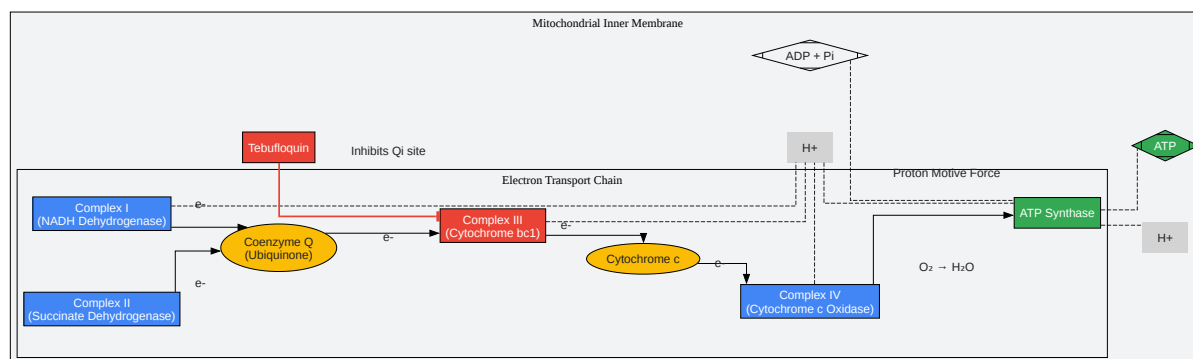 Mitochondrial Inner Membrane
ADP + Pi
Tebufloquin
Inhibits Qi site
H+
ATP
Electron Transport Chain
Proton Motive Force
Complex I
(NADH Dehydrogenase)
e-
Coenzyme Q
(Ubiquinone)
e-
Complex III
(Cytochrome bc1)
e-
ATP Synthase
H+
Cytochrome c
e-
O₂ → H₂O
e-
Complex II
(Succinate Dehydrogenase)
Complex IV
(Cytochrome c Oxidase)